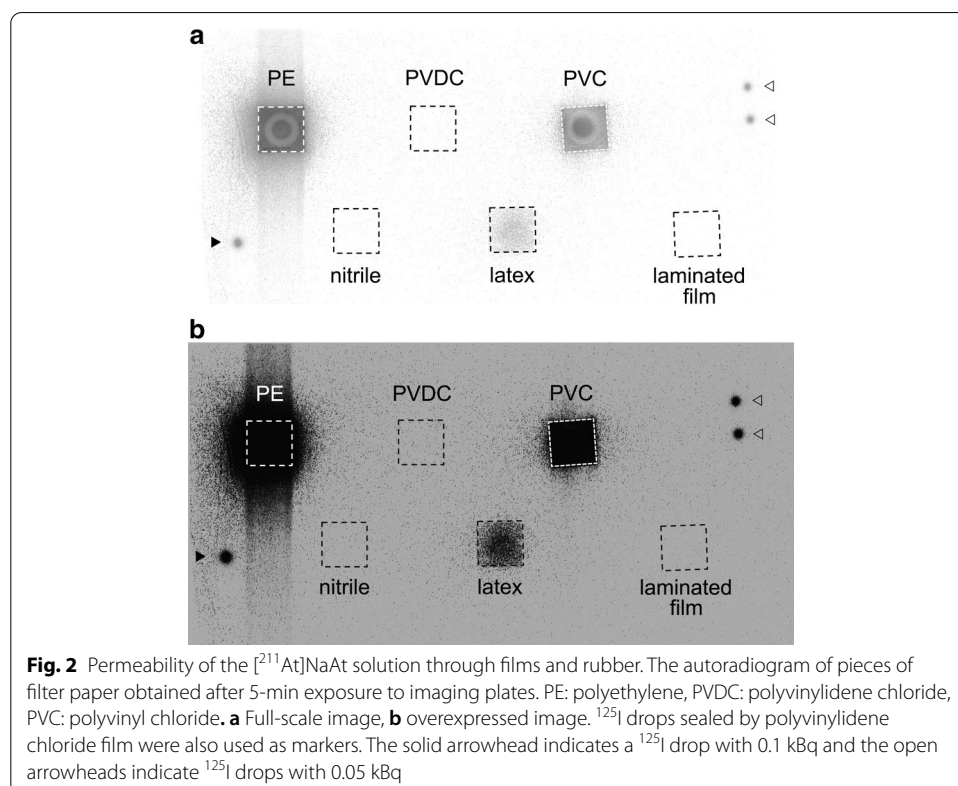 a
PE PVDC PVC
nitrile latex laminated
film
b
PE PVDC PVC
nitrile latex laminated
film
Fig. 2 Permeability of the [²¹¹At]NaAt solution through films and rubber. The autoradiogram of pieces of
filter paper obtained after 5-min exposure to imaging plates. PE: polyethylene, PVDC: polyvinylidene chloride,
PVC: polyvinyl chloride. a Full-scale image, b overexpressed image. ¹²⁵I drops sealed by polyvinylidene
chloride film were also used as markers. The solid arrowhead indicates a ¹²⁵I drop with 0.1 kBq and the open
arrowheads indicate ¹²⁵I drops with 0.05 kBq